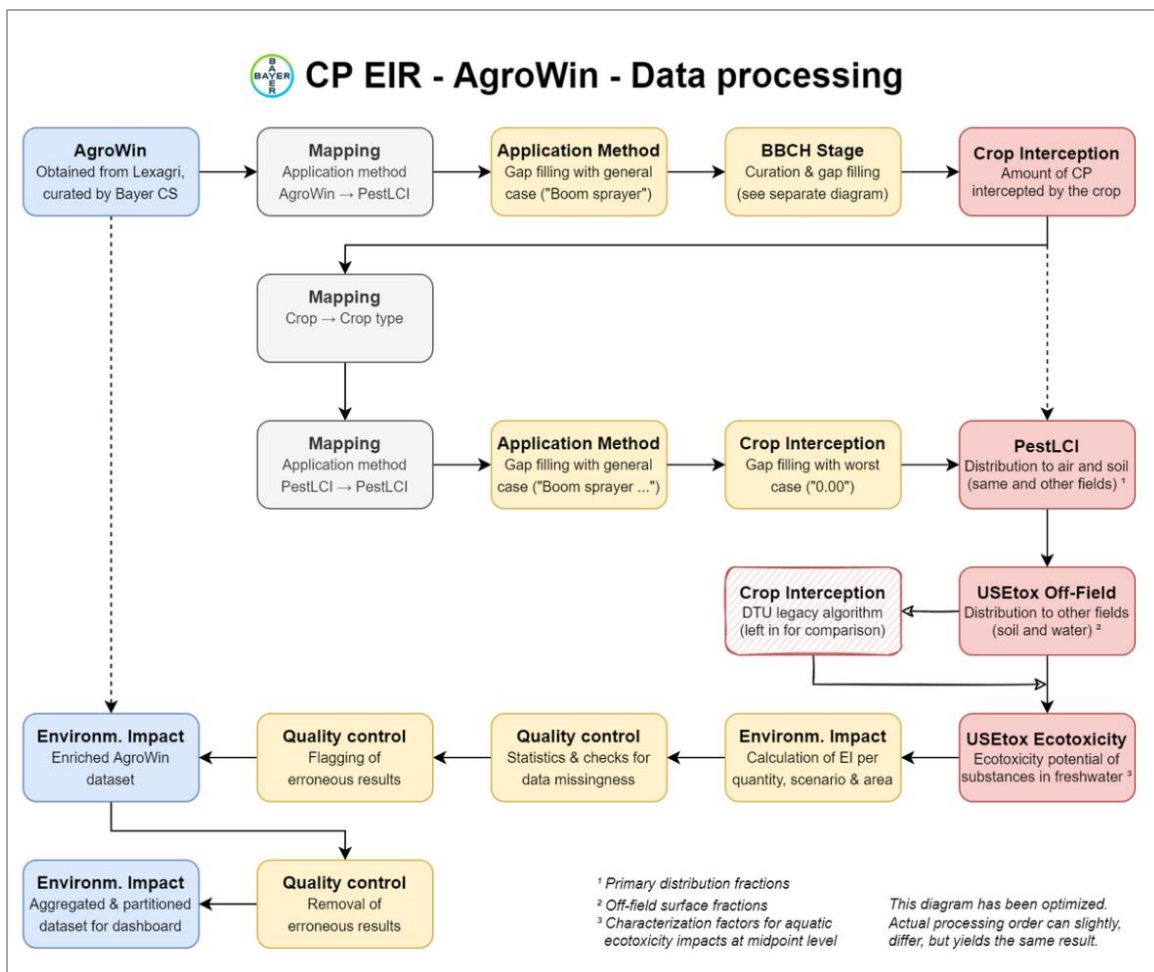 BAYER
BAYER
CP EIR - AgroWin - Data processing
AgroWin
Obtained from Lexagri,
curated by Bayer CS
Mapping
Application method
AgroWin → PestLCI
Application Method
Gap filling with general
case ("Boom sprayer")
BBCH Stage
Curation & gap filling
(see separate diagram)
Crop Interception
Amount of CP
intercepted by the crop
Mapping
Crop → Crop type
Mapping
Application method
PestLCI → PestLCI
Application Method
Gap filling with general
case ("Boom sprayer ...")
Crop Interception
Gap filling with worst
case ("0.00")
PestLCI
Distribution to air and soil
(same and other fields) ¹
Crop Interception
DTU legacy algorithm
(left in for comparison)
USEtox Off-Field
Distribution to other fields
(soil and water) ²
Environm. Impact
Enriched AgroWin
dataset
Quality control
Flagging of
erroneous results
Quality control
Statistics & checks for
data missingness
Environm. Impact
Calculation of EI per
quantity, scenario & area
USEtox Ecotoxicity
Ecotoxicity potential of
substances in freshwater ³
Environm. Impact
Aggregated & partitioned
dataset for dashboard
Quality control
Removal of
erroneous results
¹ Primary distribution fractions
² Off-field surface fractions
³ Characterization factors for aquatic
ecotoxicity impacts at midpoint level
This diagram has been optimized.
Actual processing order can slightly,
differ, but yields the same result.